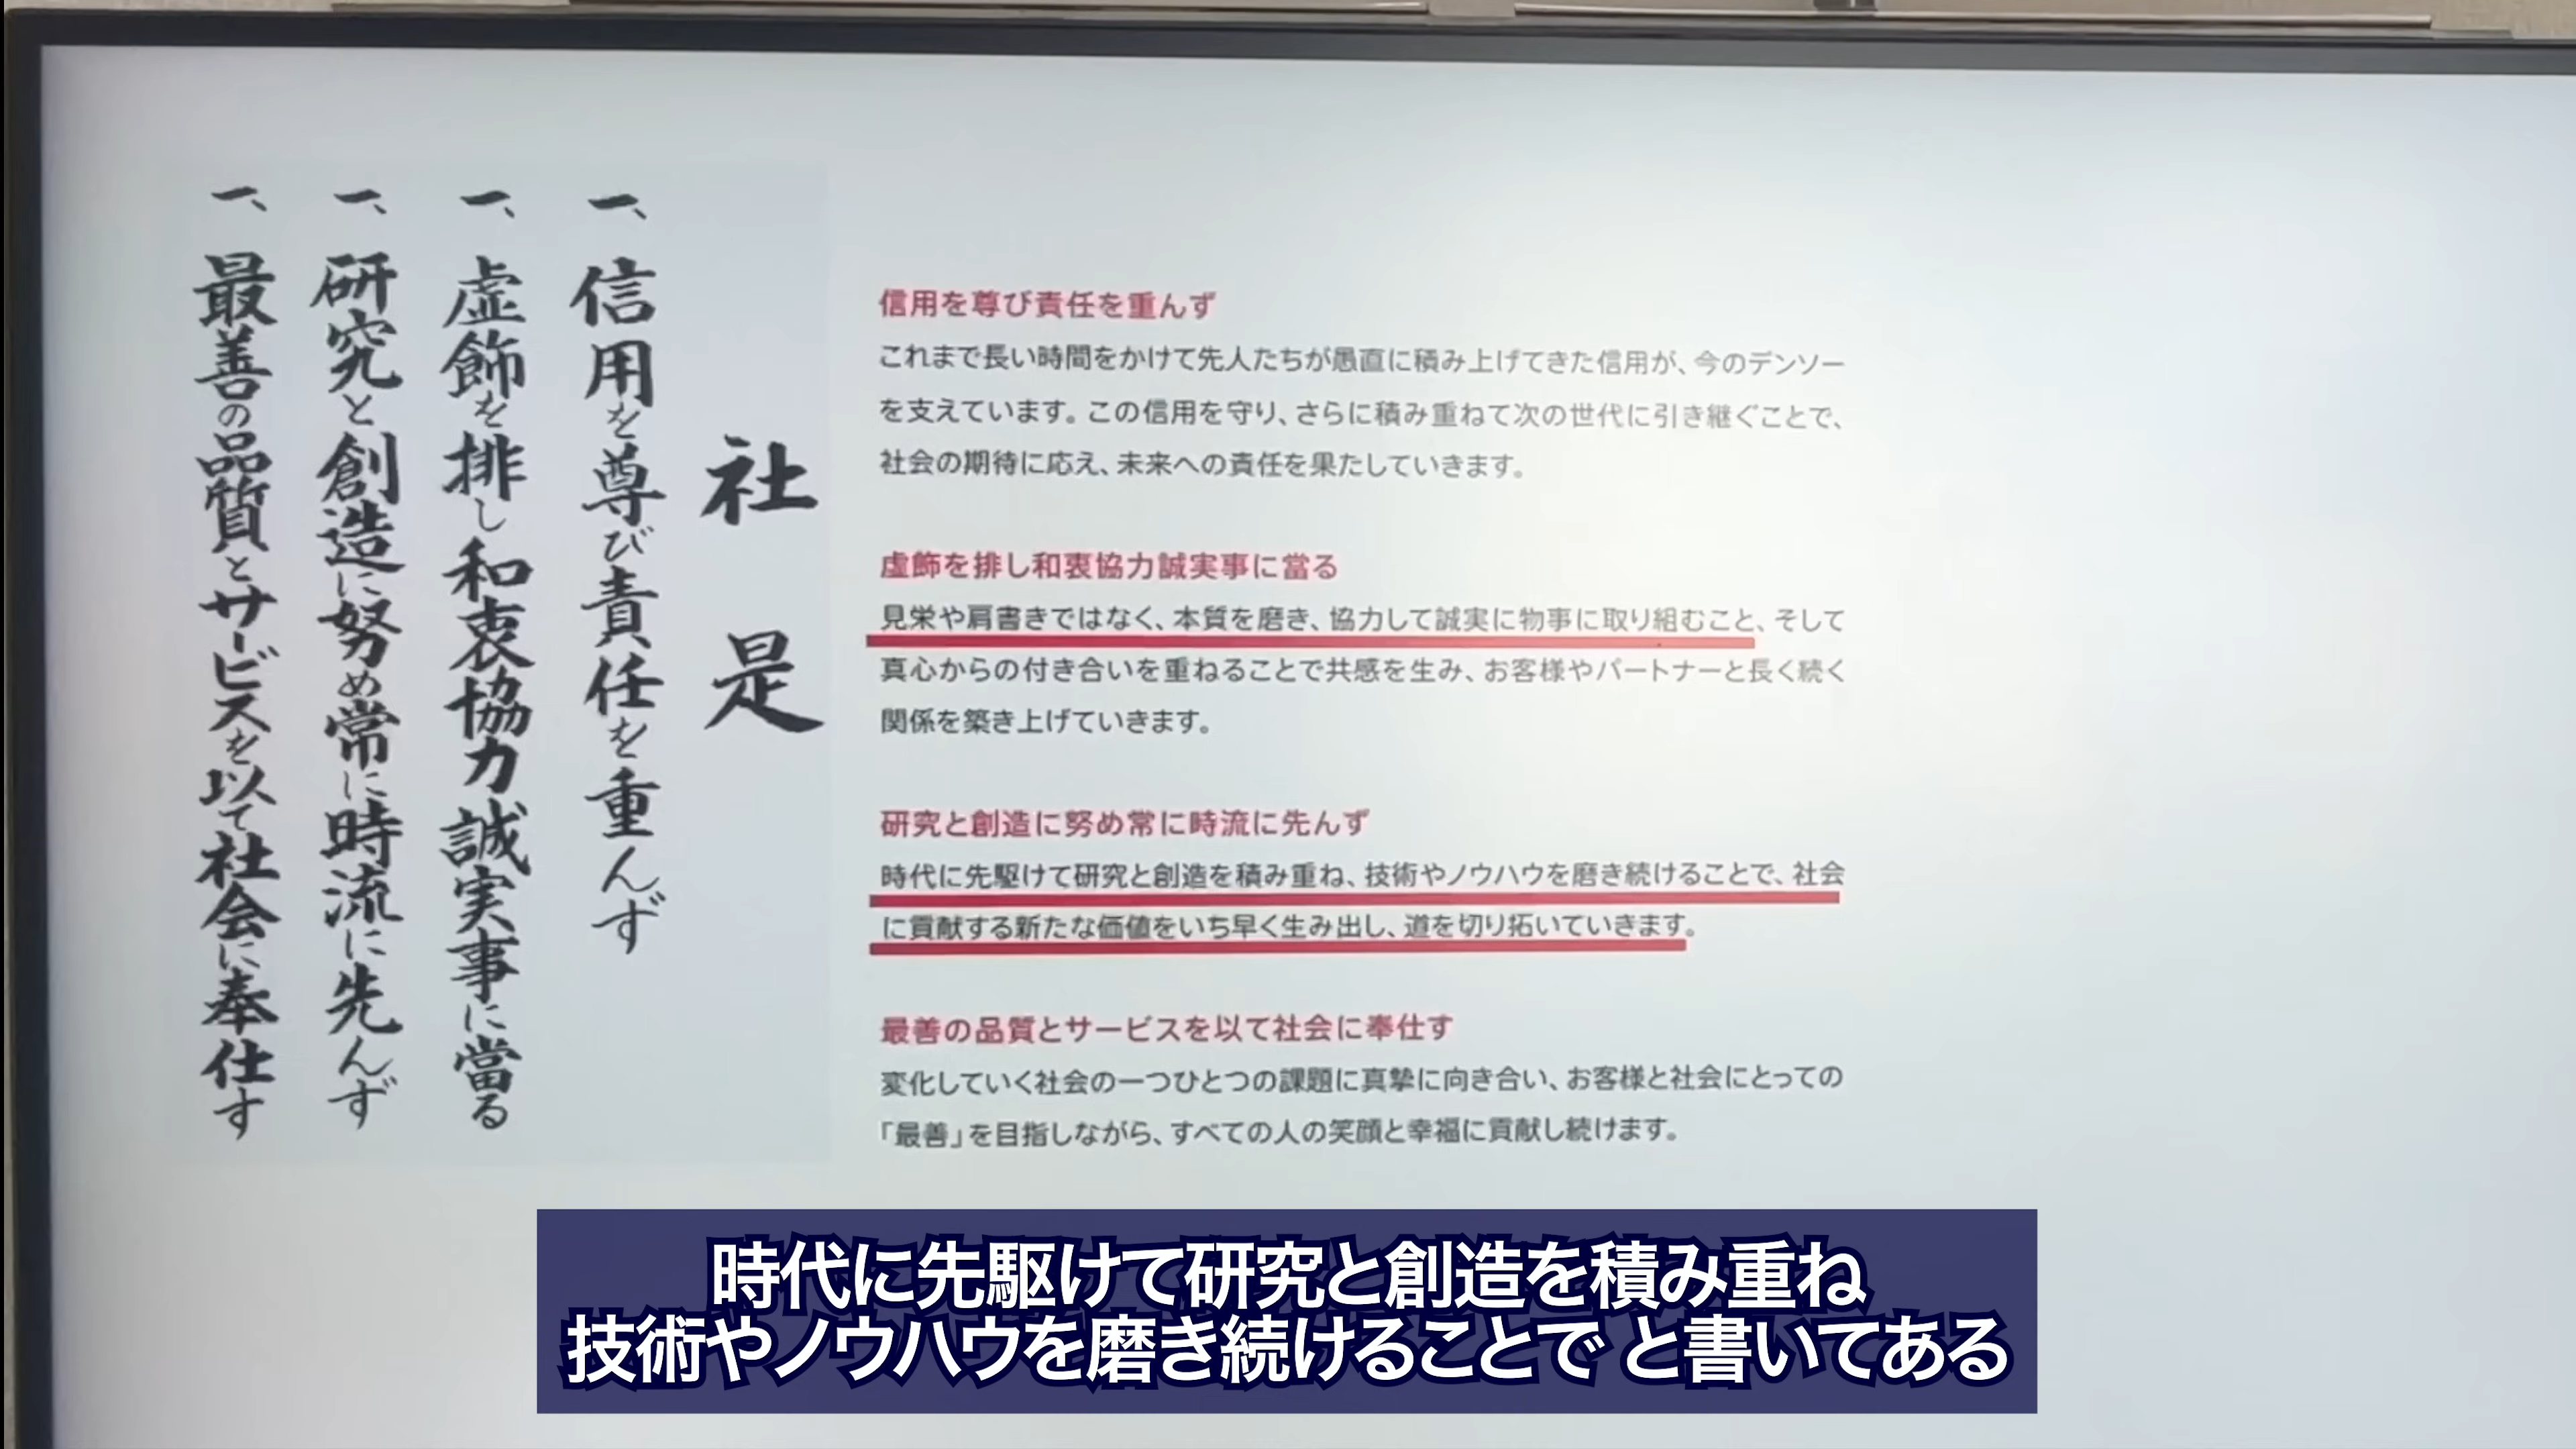 社是
一、信用を尊び責任を重んず
一、虚飾を排し和衷協力誠実事に當る
一、研究と創造に努め常に時流に先んず
一、最善の品質とサービスを以て社会に奉仕す
信用を尊び責任を重んず
これまで長い時間をかけて先人たちが愚直に積み上げてきた信用が、今のデンソー
を支えています。この信用を守り、さらに積み重ねて次の世代に引き継ぐことで、
社会の期待に応え、未来への責任を果たしていきます。
虚飾を排し和衷協力誠実事に當る
見栄や肩書きではなく、本質を磨き、協力して誠実に物事に取り組むこと、そして
真心からの付き合いを重ねることで共感を生み、お客様やパートナーと長く続く
関係を築き上げていきます。
研究と創造に努め常に時流に先んず
時代に先駆けて研究と創造を積み重ね、技術やノウハウを磨き続けることで、社会
に貢献する新たな価値をいち早く生み出し、道を切り拓いていきます。
最善の品質とサービスを以て社会に奉仕す
変化していく社会の一つひとつの課題に真摯に向き合い、お客様と社会にとっての
「最善」を目指しながら、すべての人の笑顔と幸福に貢献し続けます。
時代に先駆けて研究と創造を積み重ね
技術やノウハウを磨き続けることで と書いてある